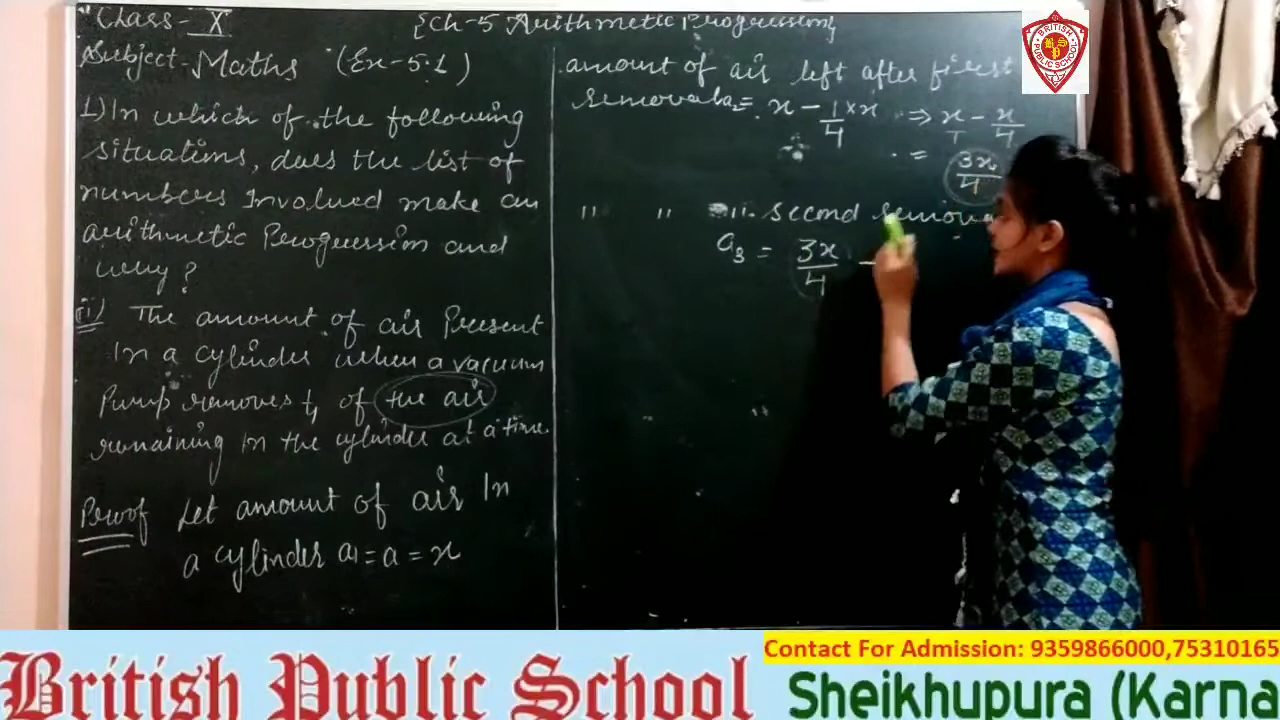 Class- X
[Ch-5 Arithmetic Progression]
Subject- Maths (Ex-5.1)
1) In which of the following
situations, does the list of
numbers Involved make an
arithmetic Progression and
why?
(ii) The amount of air Present
In a cylinder when a vacuum
Pump removes 1/4 of the air
remaining In the cylinder at a time.
Proof Let amount of air In
a cylinder a1 = a = x
amount of air left after first
removal a2 = x - 1/4 × x => x/1 - x/4
= 3x/4
" " " second remova
a3 = 3x/4 -
BRITISH
PUBLIC SCHOOL
British Public School
Contact For Admission: 9359866000,75310165
Sheikhupura (Karna